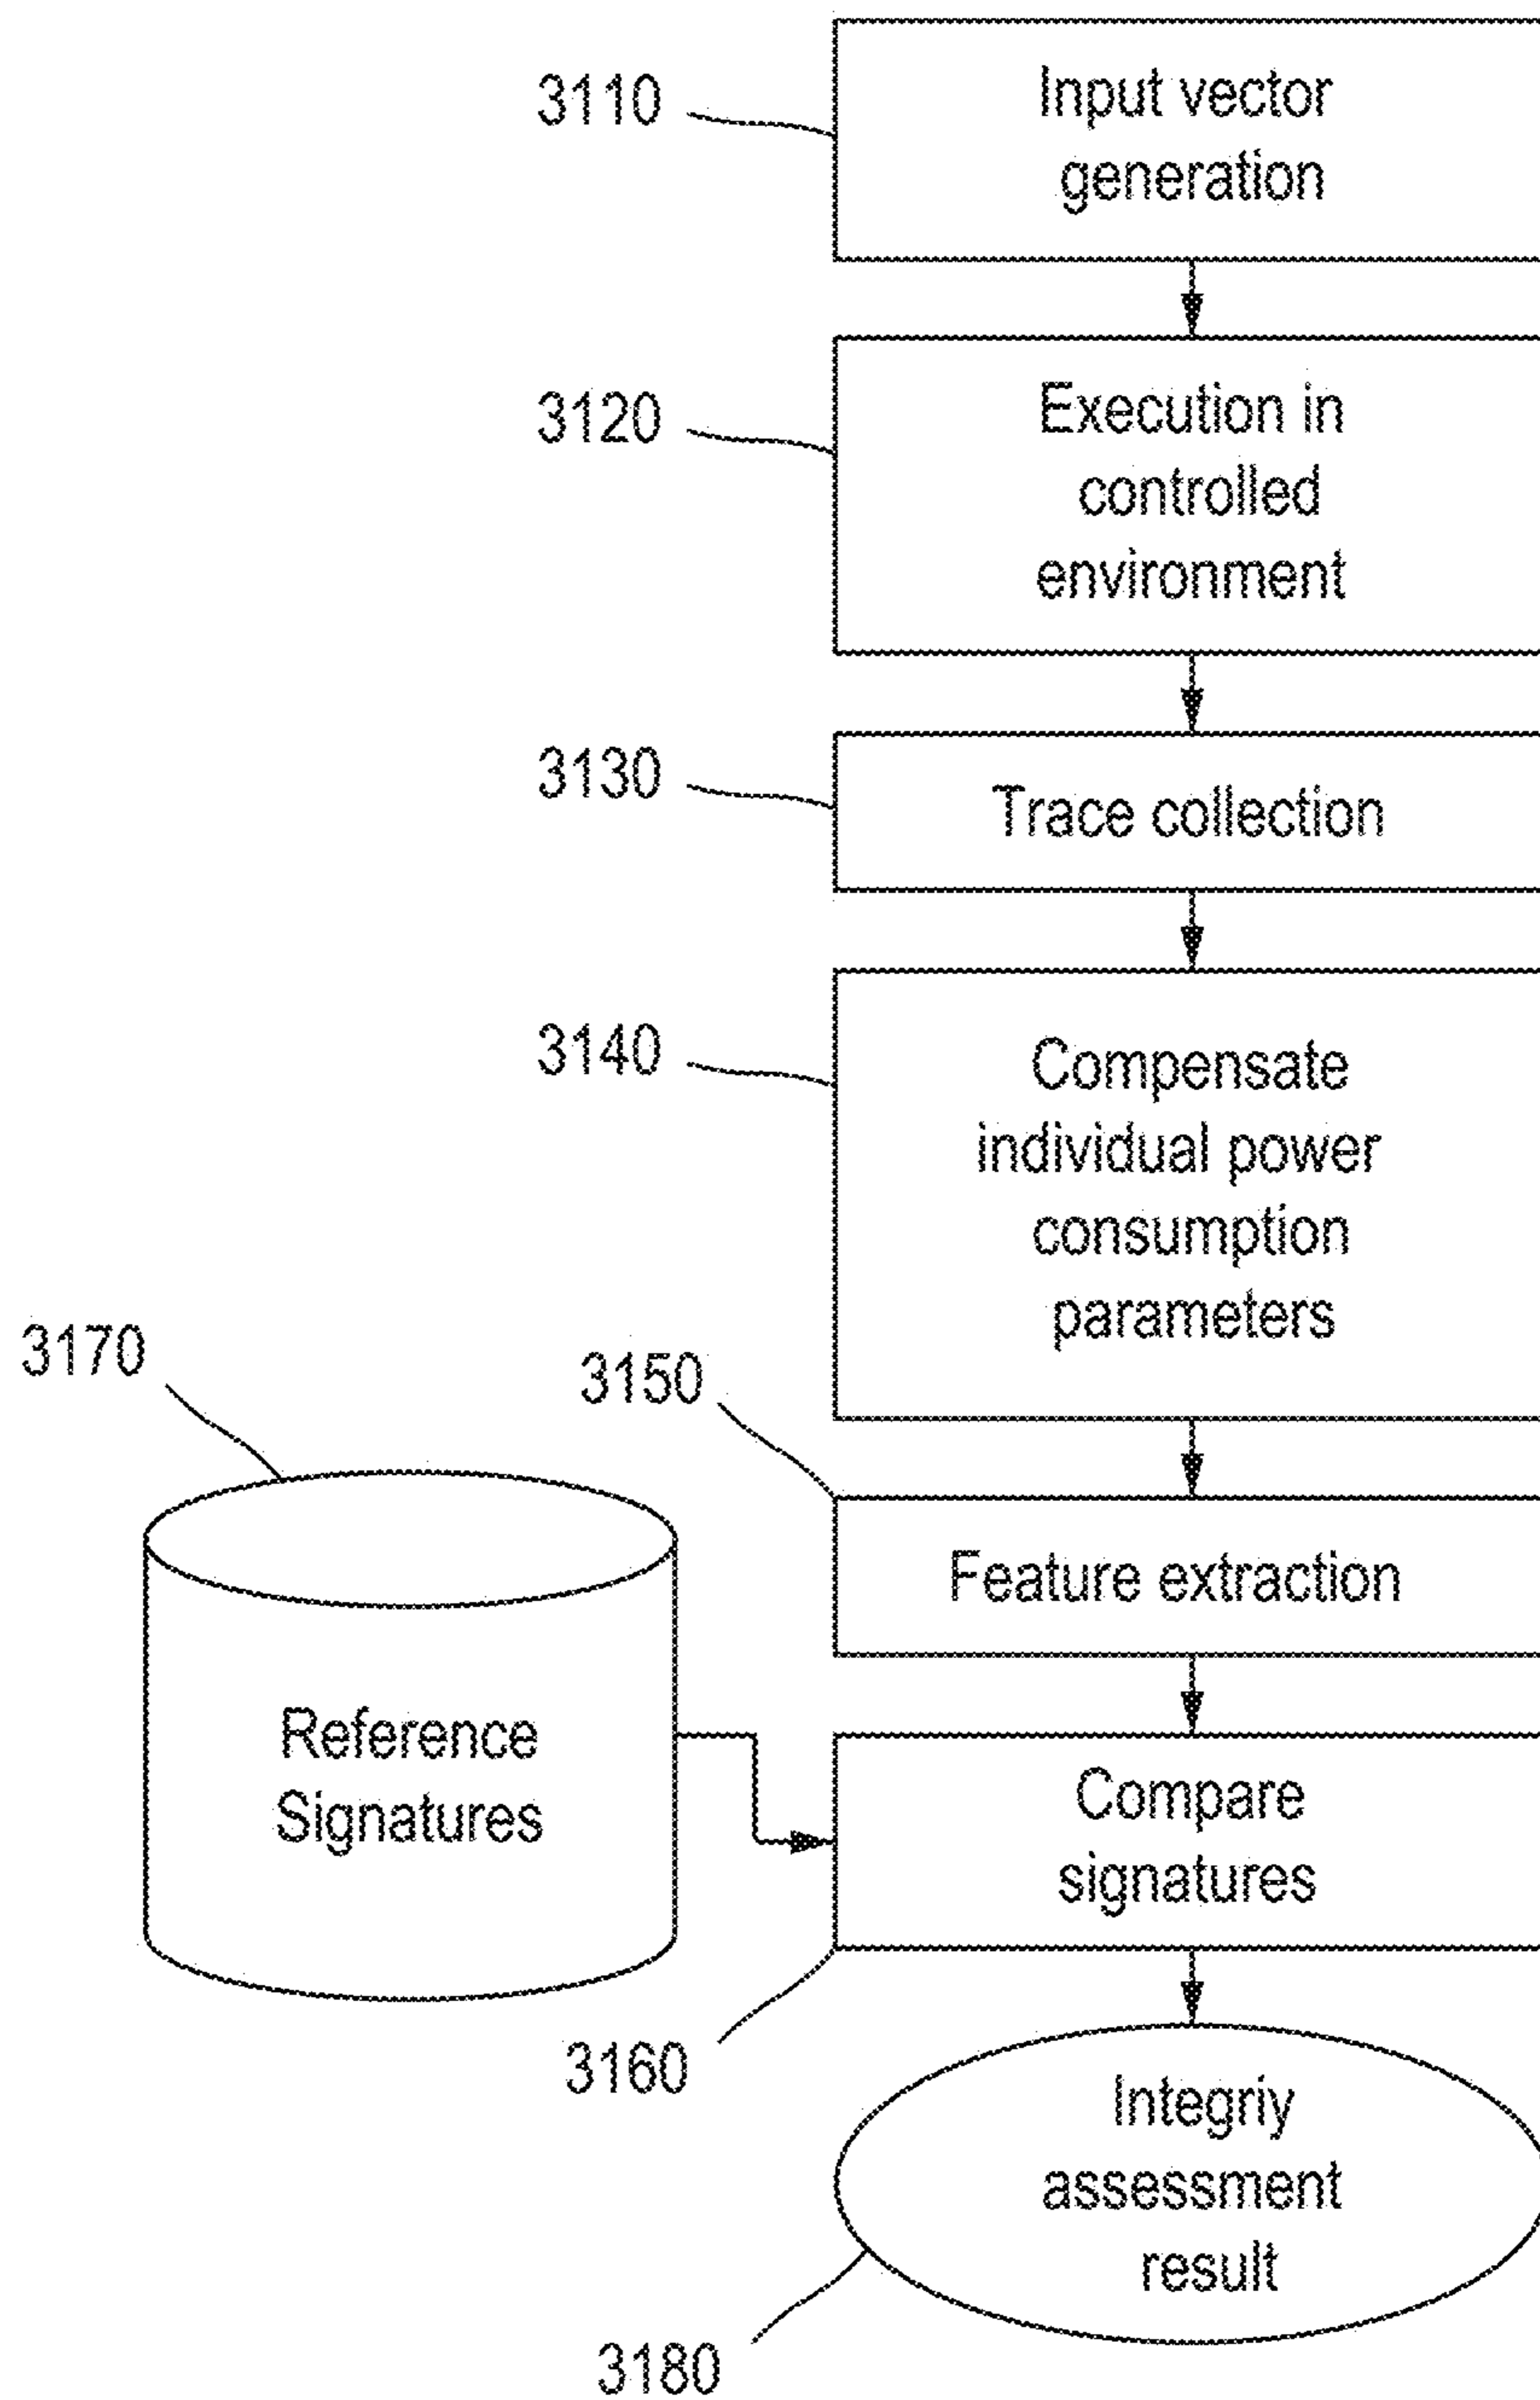 3110
Input vector
generation
3120
Execution in
controlled
environment
3130
Trace collection
3140
Compensate
individual power
consumption
parameters
3170
3150
Feature extraction
Reference
Signatures
Compare
signatures
3160
Integriy
assessment
result
3180